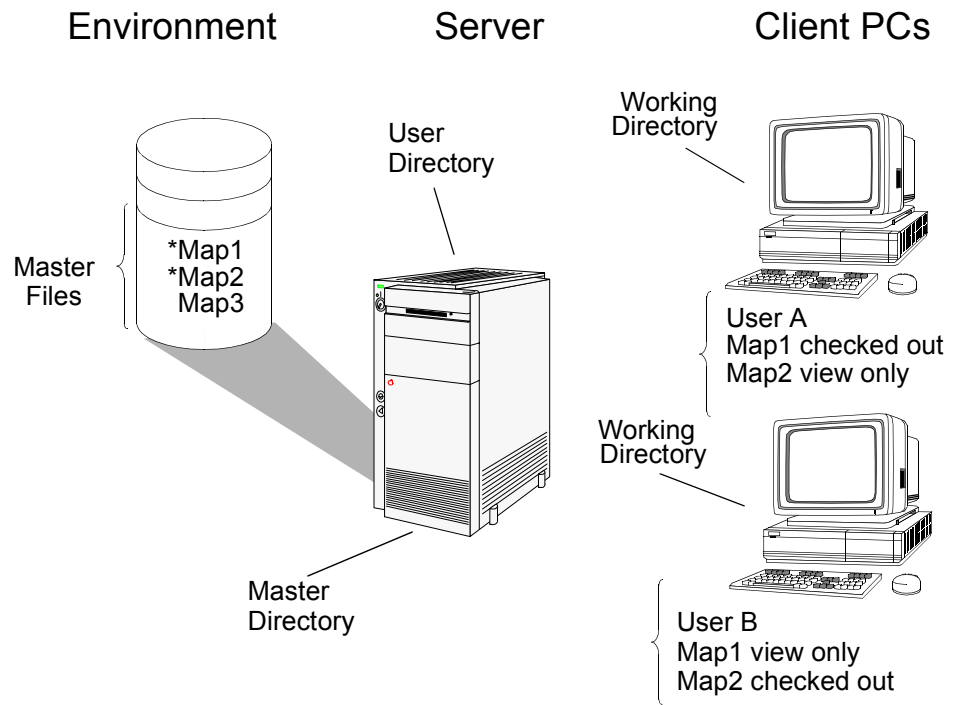 Environment
Server
Client PCs
Master
Files
*Map1
*Map2
Map3
User
Directory
Master
Directory
Working
Directory
User A
Map1 checked out
Map2 view only
Working
Directory
User B
Map1 view only
Map2 checked out